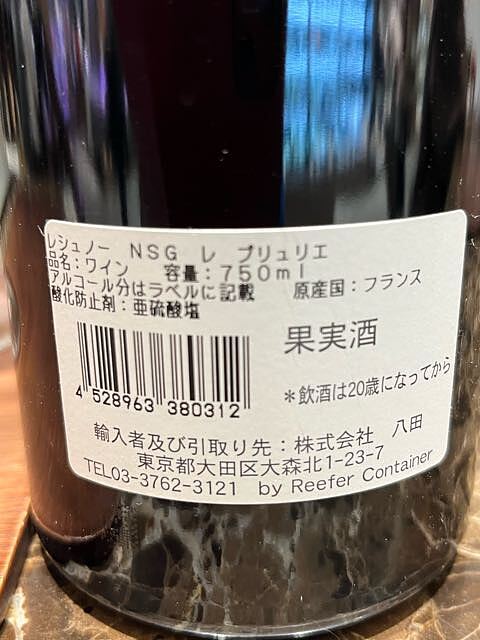 レシュノー　NSG　レ　プリュリエ
品名：ワイン　　容量：750ml
アルコール分はラベルに記載　　原産国：フランス
酸化防止剤：亜硫酸塩
果実酒
4 528963 380312
＊飲酒は20歳になってから
輸入者及び引取り先：株式会社　八田
東京都大田区大森北1-23-7
TEL03-3762-3121　by Reefer Container